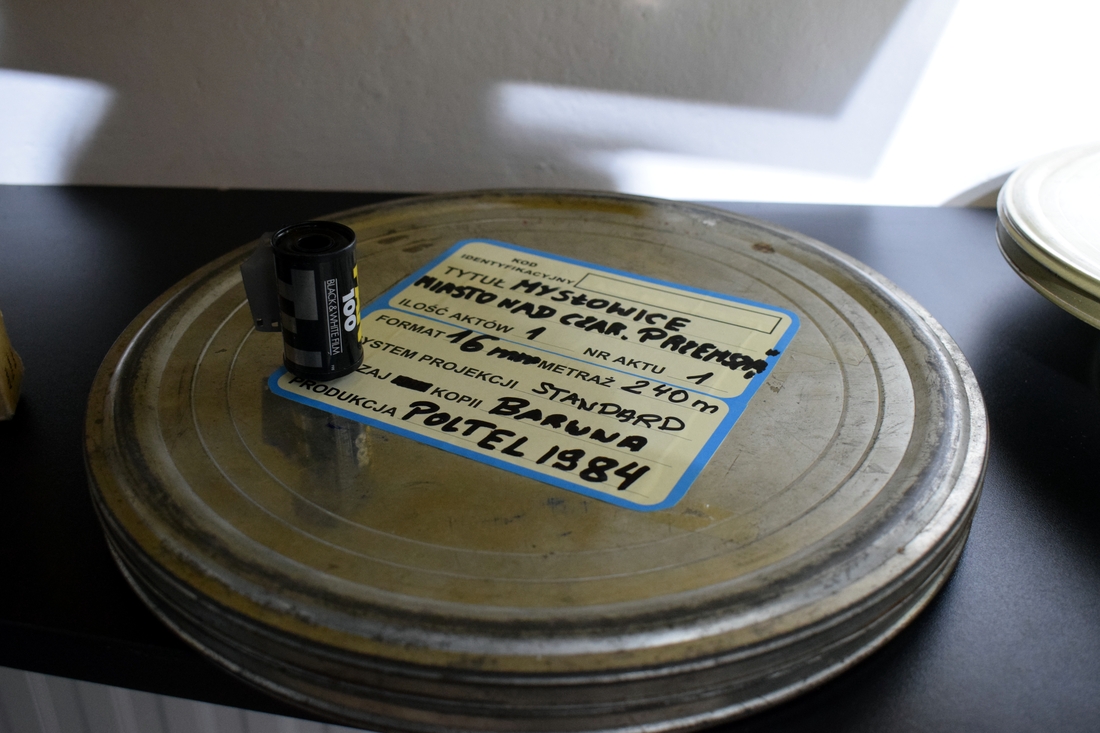 KOD
IDENTYFIKACYJNY
TYTUŁ MYSŁOWICE
MIASTO NAD CZAR. PRZEMSZĄ
ILOŚĆ AKTÓW 1 NR AKTU 1
FORMAT 16 mm METRAŻ 240 m
SYSTEM PROJEKCJI STANDARD
KOPII BARWNA
PRODUKCJA POLTEL 1984
100
BLACK & WHITE FILM